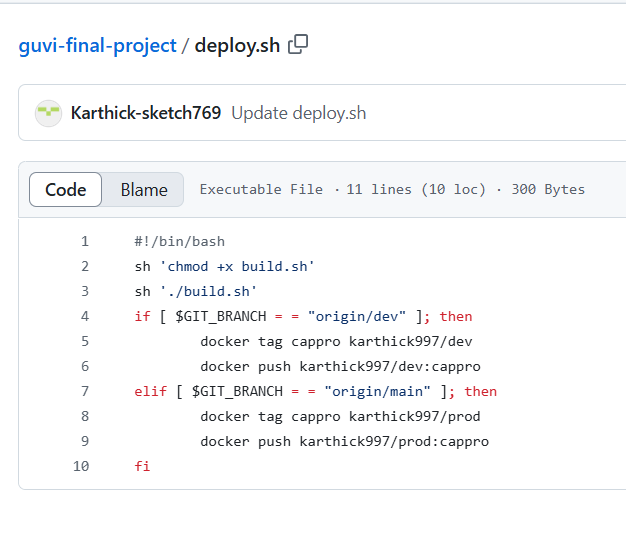 guvi-final-project / deploy.sh
Karthick-sketch769 Update deploy.sh
Code Blame Executable File · 11 lines (10 loc) · 300 Bytes
1 #!/bin/bash
2 sh 'chmod +x build.sh'
3 sh './build.sh'
4 if [ $GIT_BRANCH = = "origin/dev" ]; then
5 docker tag cappro karthick997/dev
6 docker push karthick997/dev:cappro
7 elif [ $GIT_BRANCH = = "origin/main" ]; then
8 docker tag cappro karthick997/prod
9 docker push karthick997/prod:cappro
10 fi